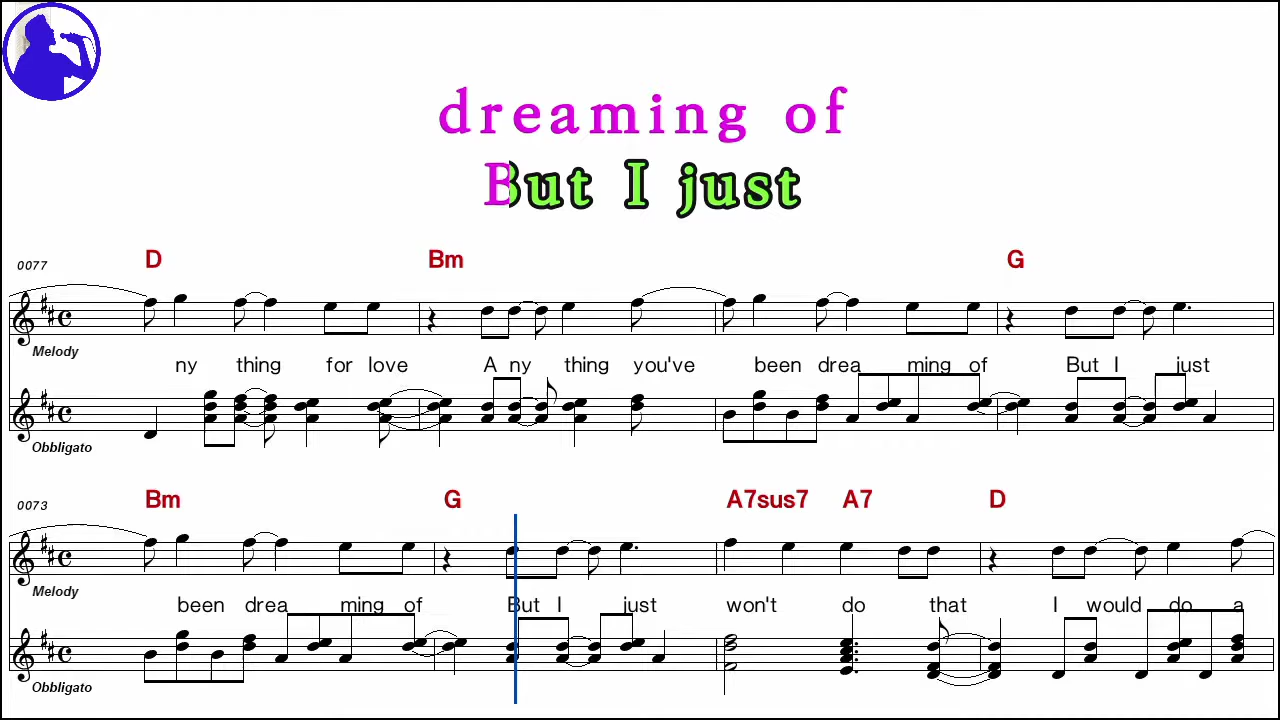 dreaming of
But I just
0077 D Bm G
Melody
ny thing for love A ny thing you've been drea ming of But I just
Obbligato
0073 Bm G A7sus7 A7 D
Melody
been drea ming of But I just won't do that I would do a
Obbligato